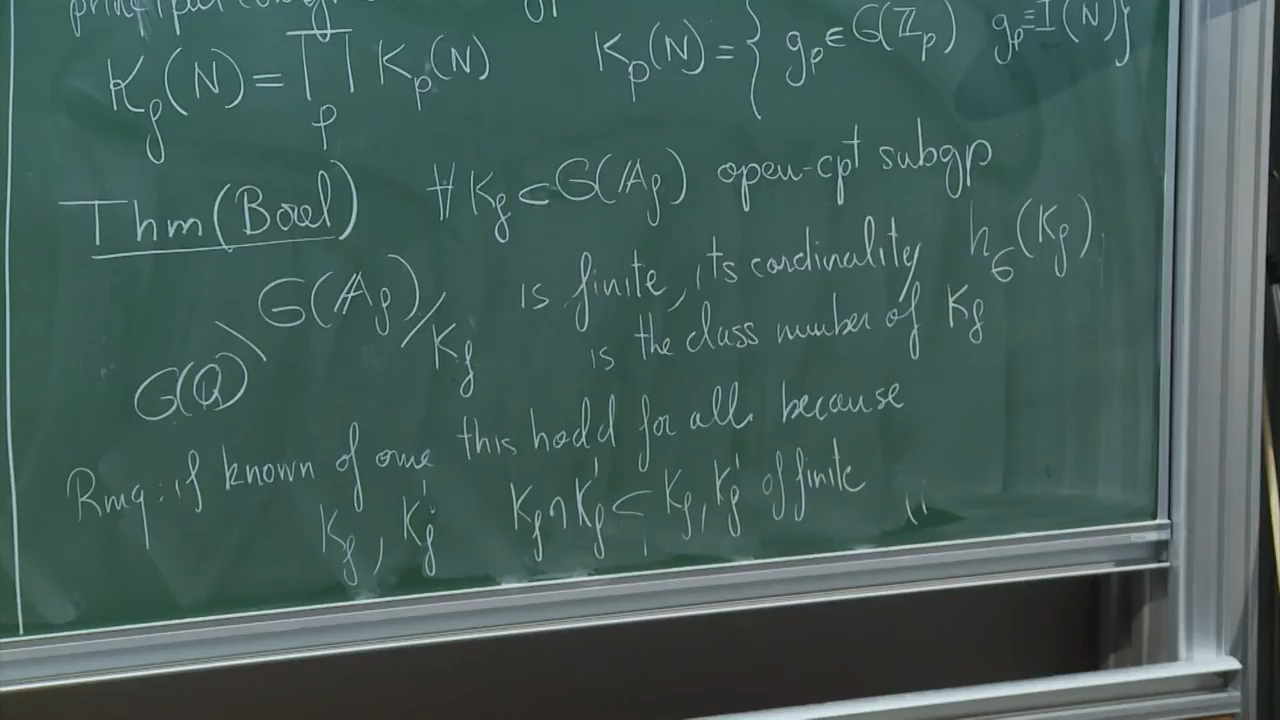 principal
K_f(N) = ∏_p K_p(N) K_p(N) = { g_p ∈ G(ℤ_p) g_p ≡ I (N) }
Thm (Borel) ∀ K_f ⊂ G(𝔸_f) open-cpt subgp
G(ℚ)\G(𝔸_f)/K_f is finite, its cardinality h_G(K_f)
is the class number of K_f
Rmq: if known of one this hold for all because
K_f, K'_f K_f ∩ K'_f ⊂ K_f, K'_f of finite